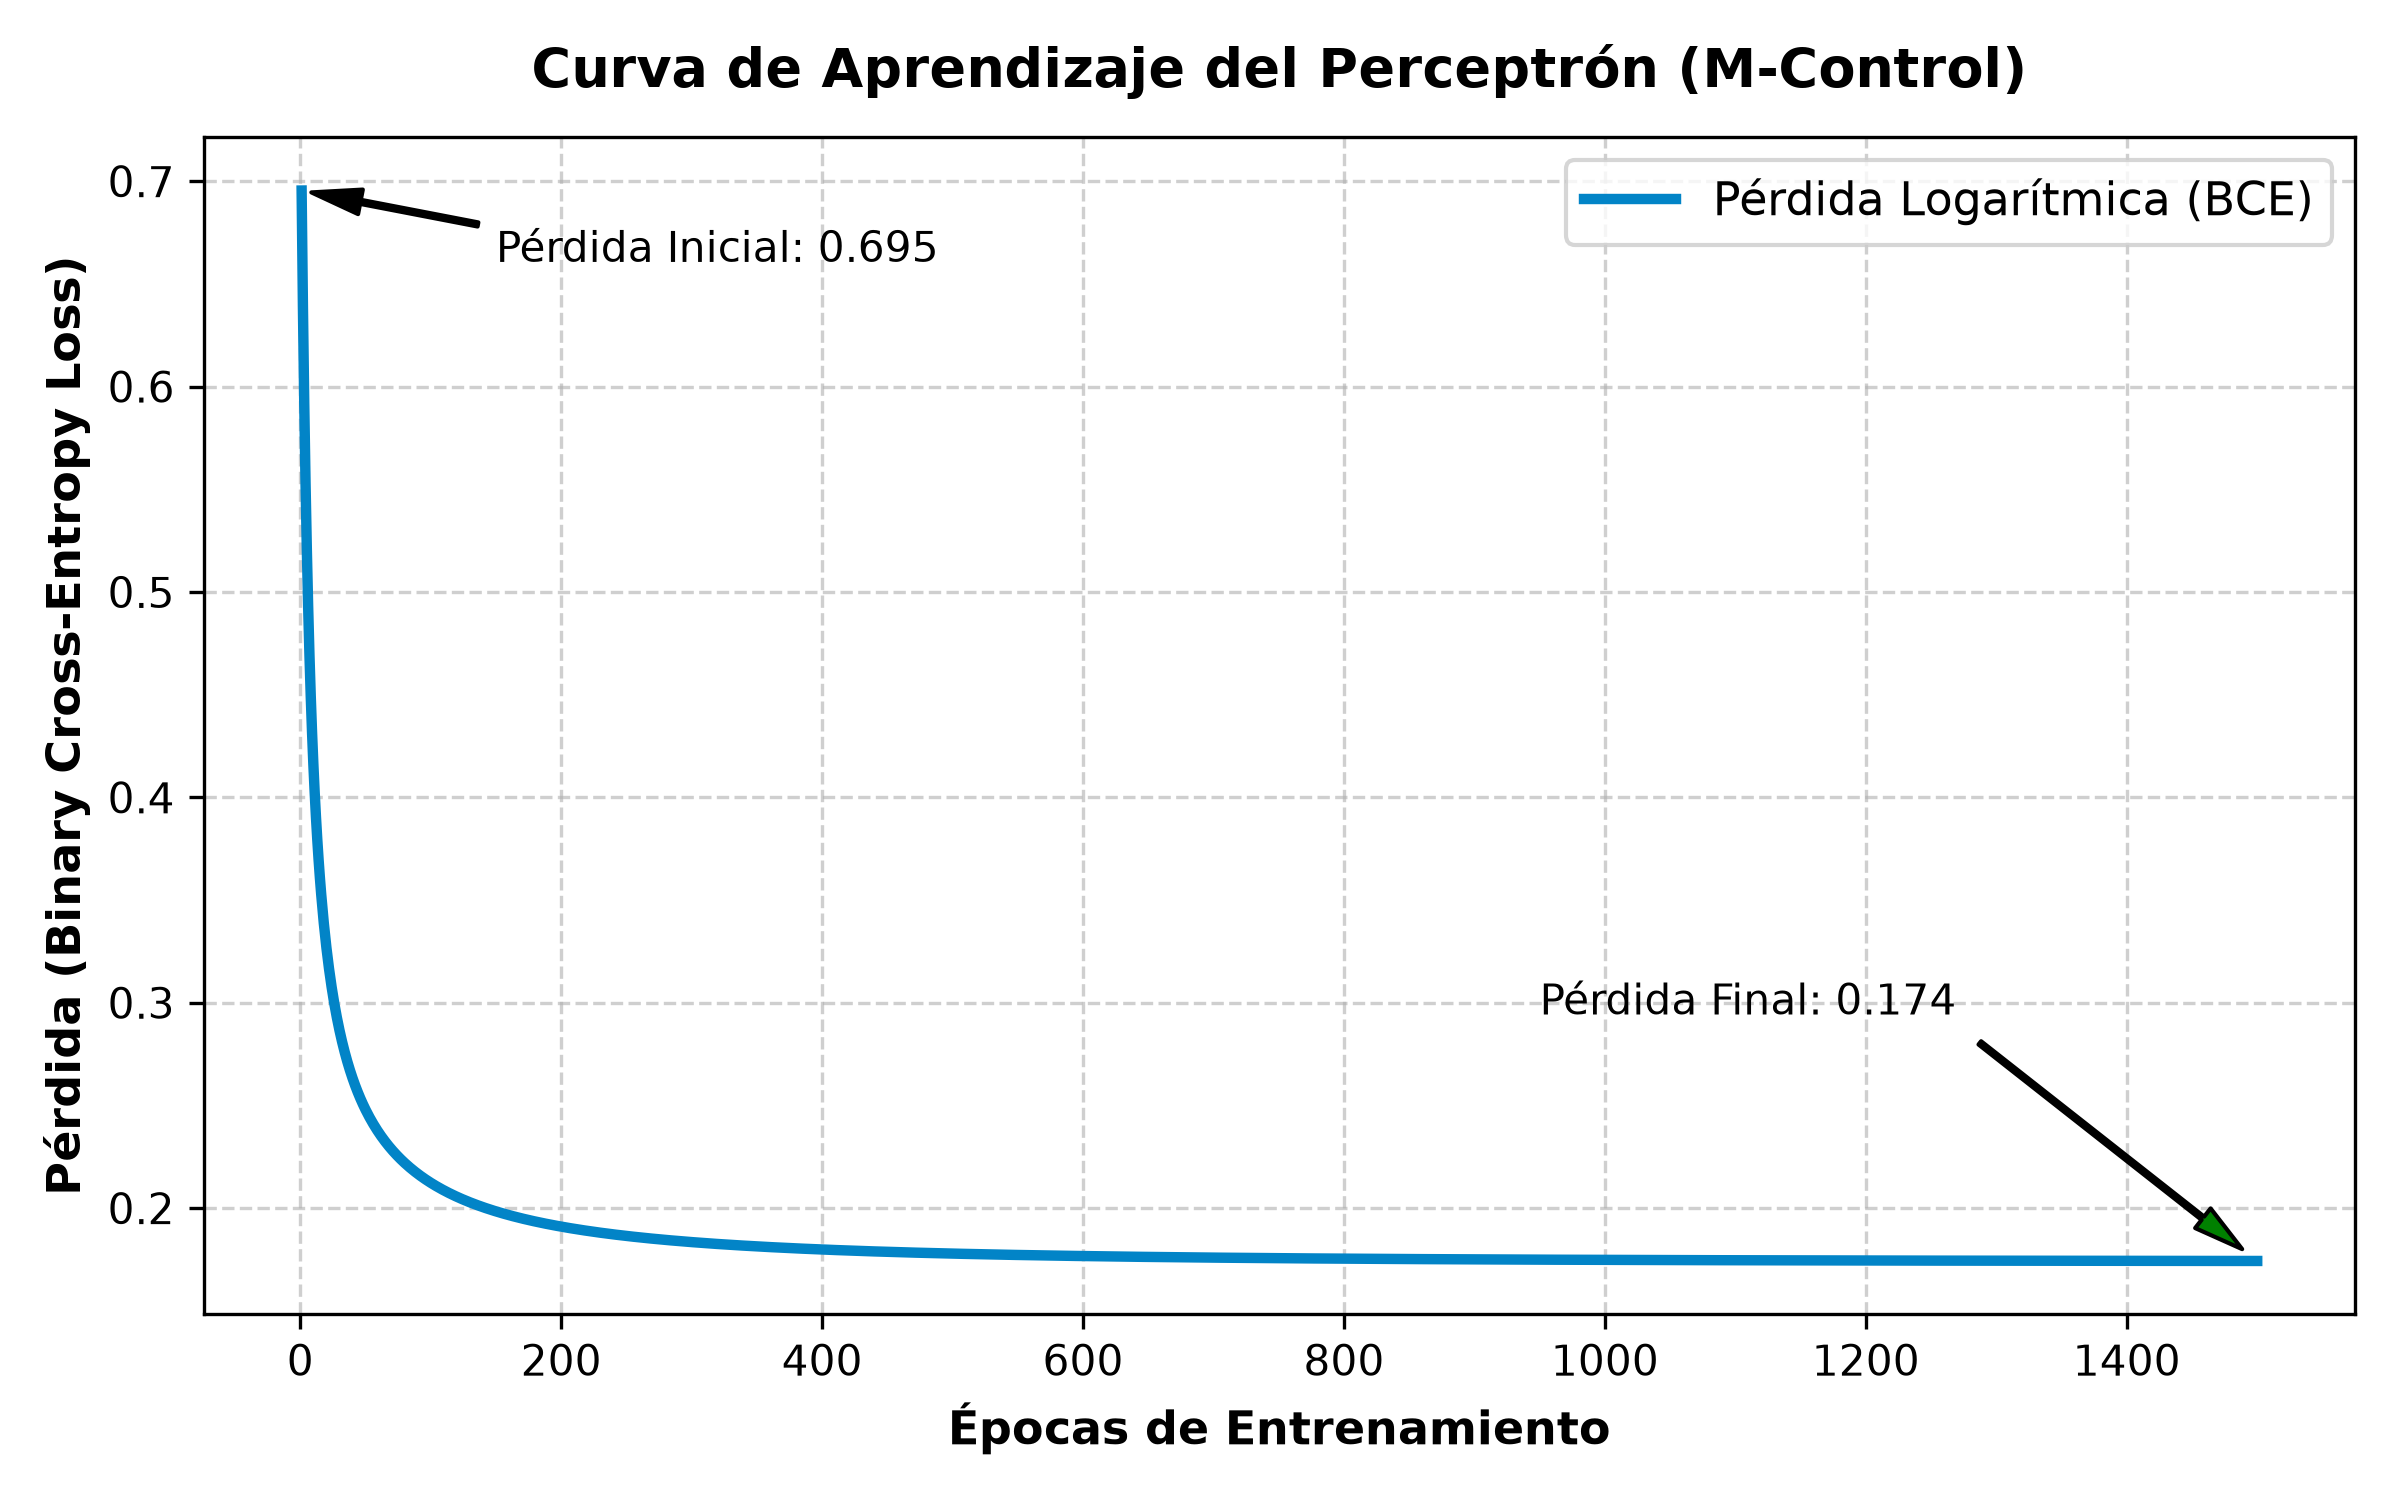 Curva de Aprendizaje del Perceptrón (M-Control)
Pérdida Logarítmica (BCE)
Pérdida Inicial: 0.695
Pérdida Final: 0.174
Pérdida (Binary Cross-Entropy Loss)
0.7
0.6
0.5
0.4
0.3
0.2
0 200 400 600 800 1000 1200 1400
Épocas de Entrenamiento